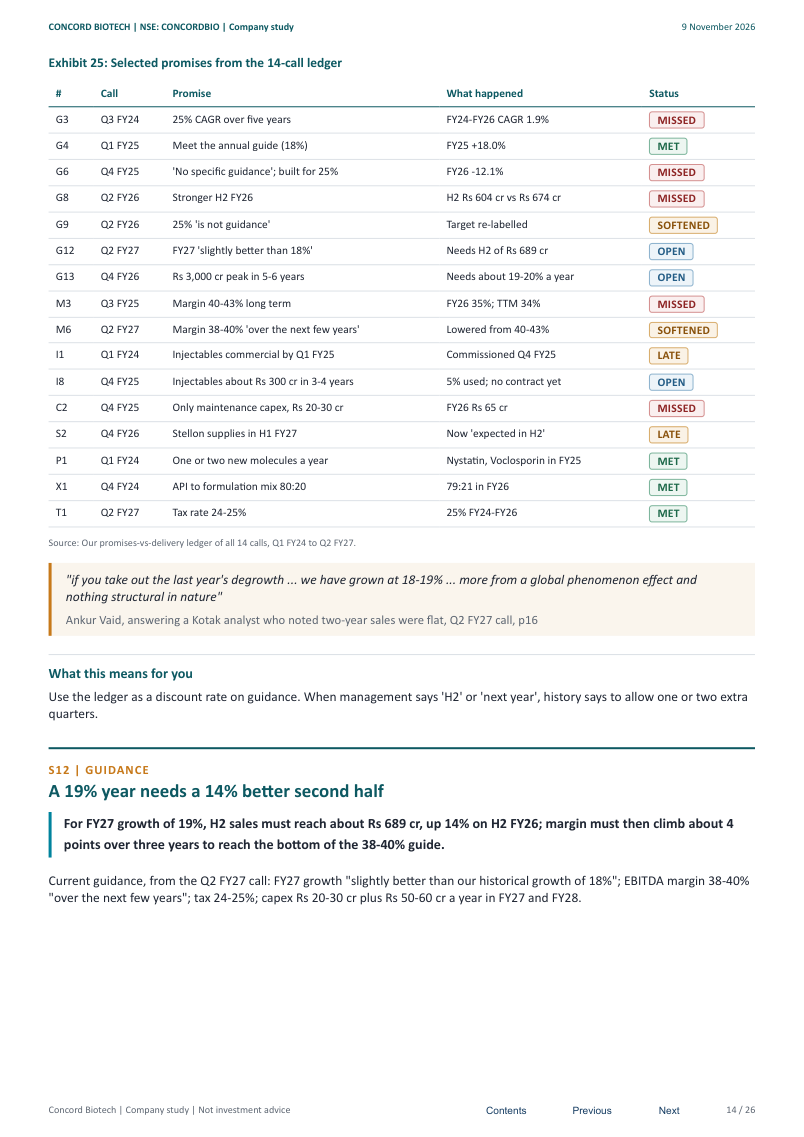 CONCORD BIOTECH | NSE: CONCORDBIO | Company study 9 November 2026
Exhibit 25: Selected promises from the 14-call ledger
# Call Promise What happened Status
G3 Q3 FY24 25% CAGR over five years FY24-FY26 CAGR 1.9% MISSED
G4 Q1 FY25 Meet the annual guide (18%) FY25 +18.0% MET
G6 Q4 FY25 'No specific guidance'; built for 25% FY26 -12.1% MISSED
G8 Q2 FY26 Stronger H2 FY26 H2 Rs 604 cr vs Rs 674 cr MISSED
G9 Q2 FY26 25% 'is not guidance' Target re-labelled SOFTENED
G12 Q2 FY27 FY27 'slightly better than 18%' Needs H2 of Rs 689 cr OPEN
G13 Q4 FY26 Rs 3,000 cr peak in 5-6 years Needs about 19-20% a year OPEN
M3 Q3 FY25 Margin 40-43% long term FY26 35%; TTM 34% MISSED
M6 Q2 FY27 Margin 38-40% 'over the next few years' Lowered from 40-43% SOFTENED
I1 Q1 FY24 Injectables commercial by Q1 FY25 Commissioned Q4 FY25 LATE
I8 Q4 FY25 Injectables about Rs 300 cr in 3-4 years 5% used; no contract yet OPEN
C2 Q4 FY25 Only maintenance capex, Rs 20-30 cr FY26 Rs 65 cr MISSED
S2 Q4 FY26 Stellon supplies in H1 FY27 Now 'expected in H2' LATE
P1 Q1 FY24 One or two new molecules a year Nystatin, Voclosporin in FY25 MET
X1 Q4 FY24 API to formulation mix 80:20 79:21 in FY26 MET
T1 Q2 FY27 Tax rate 24-25% 25% FY24-FY26 MET
Source: Our promises-vs-delivery ledger of all 14 calls, Q1 FY24 to Q2 FY27.
"if you take out the last year's degrowth ... we have grown at 18-19% ... more from a global phenomenon effect and
nothing structural in nature"
Ankur Vaid, answering a Kotak analyst who noted two-year sales were flat, Q2 FY27 call, p16
What this means for you
Use the ledger as a discount rate on guidance. When management says 'H2' or 'next year', history says to allow one or two extra
quarters.
S12 | GUIDANCE
A 19% year needs a 14% better second half
For FY27 growth of 19%, H2 sales must reach about Rs 689 cr, up 14% on H2 FY26; margin must then climb about 4
points over three years to reach the bottom of the 38-40% guide.
Current guidance, from the Q2 FY27 call: FY27 growth "slightly better than our historical growth of 18%"; EBITDA margin 38-40%
"over the next few years"; tax 24-25%; capex Rs 20-30 cr plus Rs 50-60 cr a year in FY27 and FY28.
Concord Biotech | Company study | Not investment advice Contents Previous Next 14 / 26